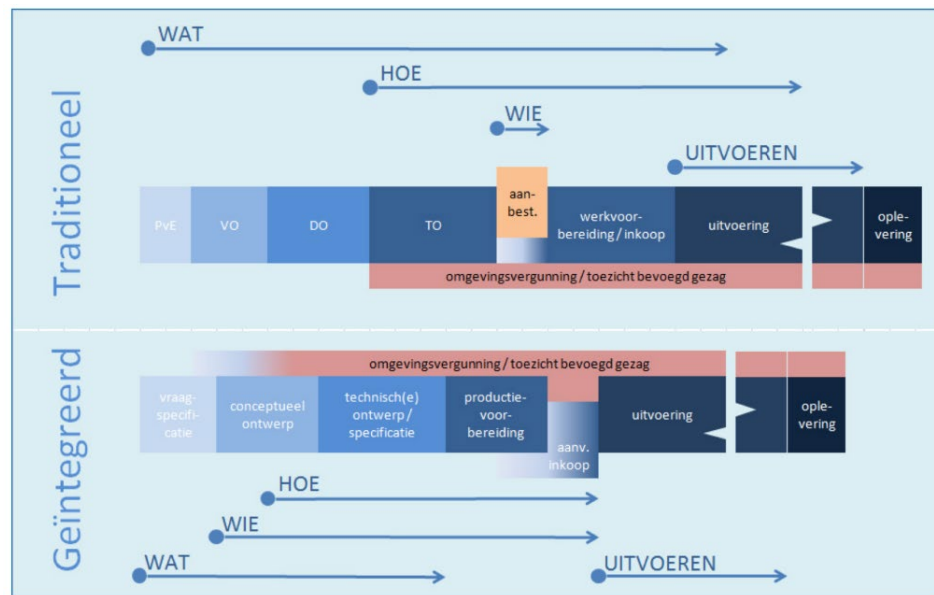 Traditioneel
WAT
HOE
WIE
UITVOEREN
PvE
VO
DO
TO
aan-
best.
werkvoor-
bereiding / inkoop
uitvoering
ople-
vering
omgevingsvergunning / toezicht bevoegd gezag
Geïntegreerd
omgevingsvergunning / toezicht bevoegd gezag
vraag-
specifi-
catie
conceptueel
ontwerp
technisch(e)
ontwerp /
specificatie
productie-
voor-
bereiding
aanv.
inkoop
uitvoering
ople-
vering
HOE
WIE
WAT
UITVOEREN